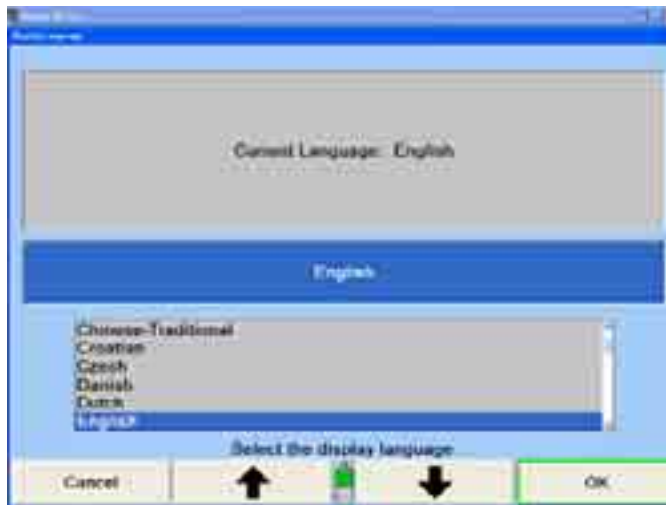 Current Language: English
English
Chinese-Traditional
Croatian
Czech
Danish
Dutch
English
Select the display language
Cancel
OK